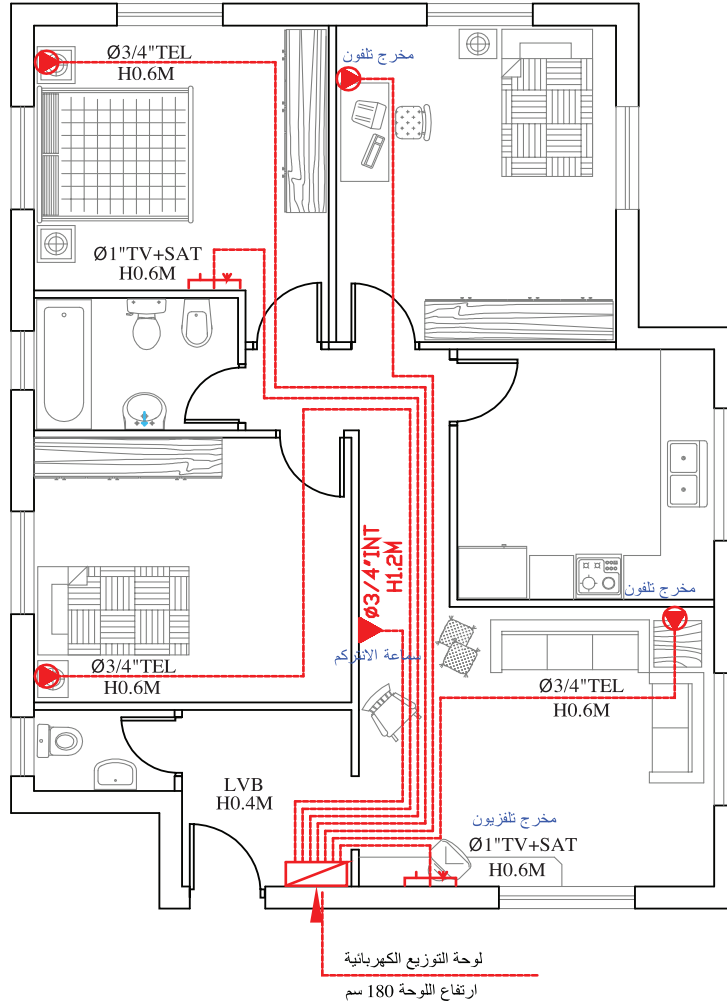 Ø3/4"TEL
H0.6M
مخرج تلفون
Ø1"TV+SAT
H0.6M
Ø3/4"INT
H1.2M
مخرج تلفون
سماعة الانتركم
Ø3/4"TEL
H0.6M
Ø3/4"TEL
H0.6M
LVB
H0.4M
مخرج تلفزيون
Ø1"TV+SAT
H0.6M
لوحة التوزيع الكهربائية
ارتفاع اللوحة 180 سم